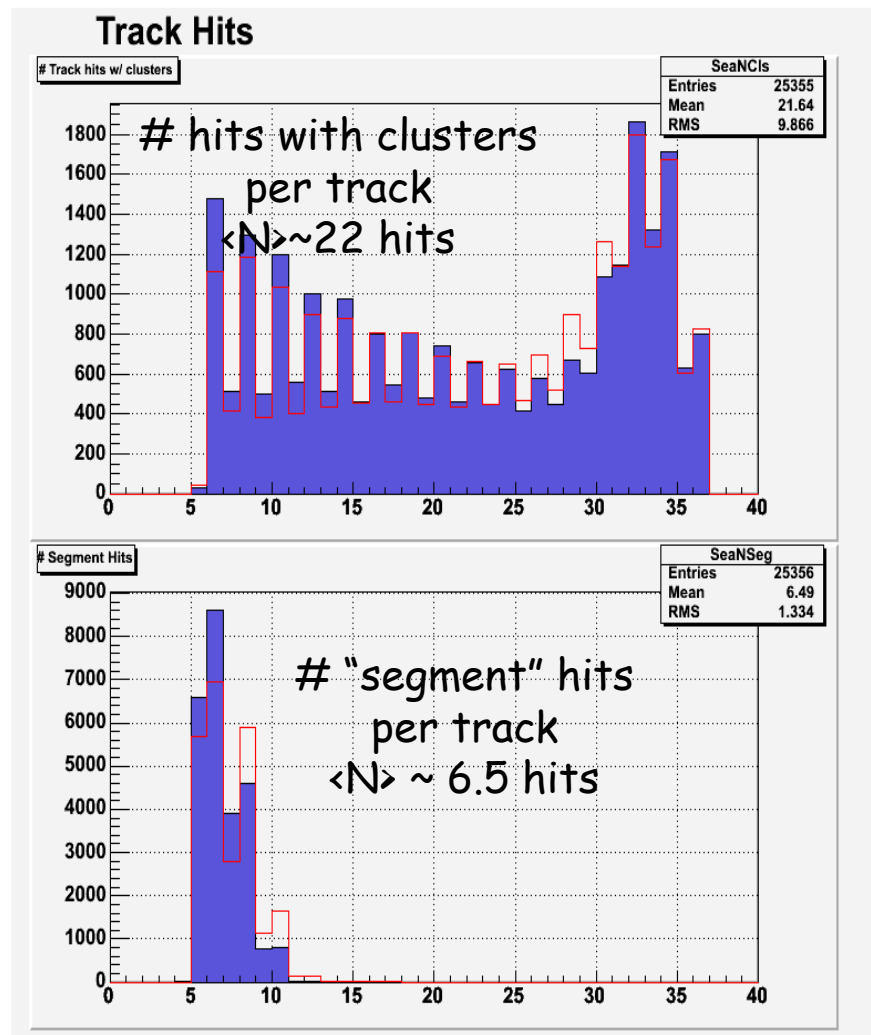 Track Hits
# Track hits w/ clusters
SeaNCls
Entries 25355
Mean 21.64
RMS 9.866
# hits with clusters
per track
<N>~22 hits
1800
1600
1400
1200
1000
800
600
400
200
0
0 5 10 15 20 25 30 35 40
# Segment Hits
SeaNSeg
Entries 25356
Mean 6.49
RMS 1.334
# “segment” hits
per track
<N> ~ 6.5 hits
9000
8000
7000
6000
5000
4000
3000
2000
1000
0
0 5 10 15 20 25 30 35 40